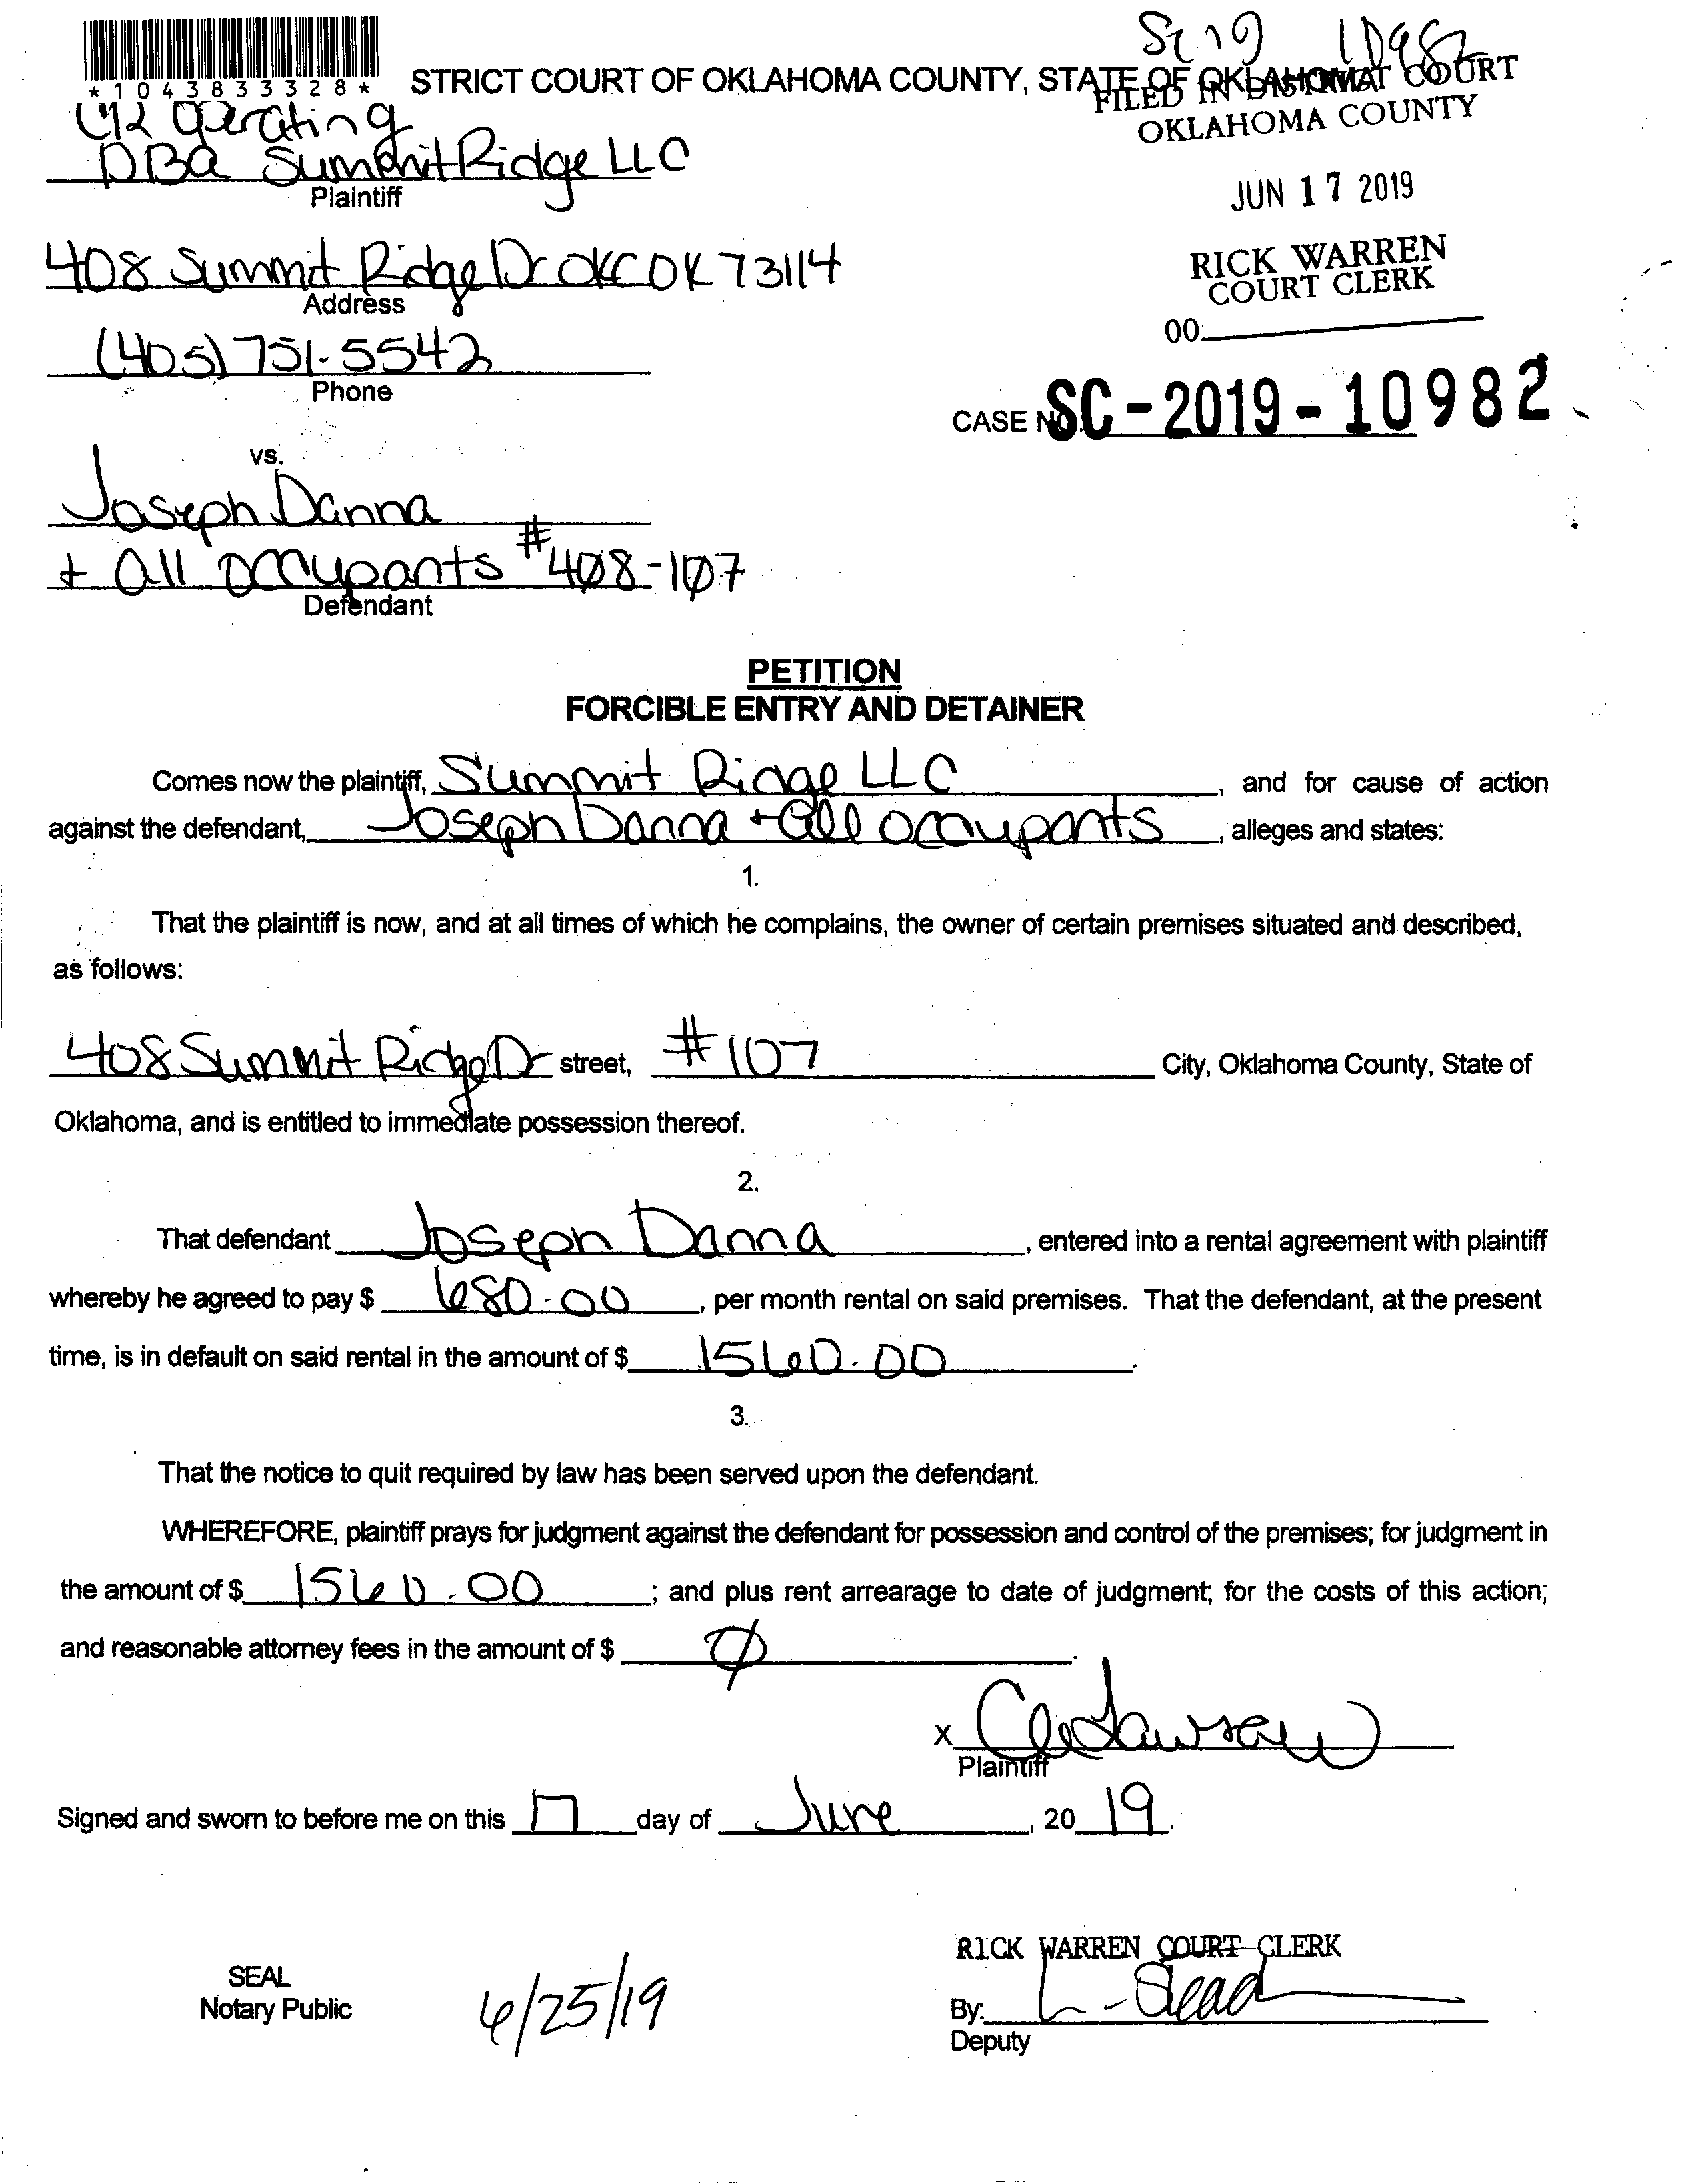 SC 19 10982
*1043833328*
STRICT COURT OF OKLAHOMA COUNTY, STATE OF OKLAHOMA
FILED IN DISTRICT COURT
OKLAHOMA COUNTY
JUN 17 2019
RICK WARREN
COURT CLERK
00
Operating
DBA Summit Ridge LLC
Plaintiff
408 Summit Ridge Dr OKC OK 73114
Address
(405) 751-5542
Phone
CASE NO. SC-2019-10982
vs.
Joseph Danna
+ all occupants #408-107
Defendant
PETITION
FORCIBLE ENTRY AND DETAINER
Comes now the plaintiff, Summit Ridge LLC, and for cause of action
against the defendant, Joseph Danna + all occupants, alleges and states:
1.
That the plaintiff is now, and at all times of which he complains, the owner of certain premises situated and described,
as follows:
408 Summit Ridge Dr street, #107 City, Oklahoma County, State of
Oklahoma, and is entitled to immediate possession thereof.
2.
That defendant Joseph Danna, entered into a rental agreement with plaintiff
whereby he agreed to pay $ 680.00, per month rental on said premises. That the defendant, at the present
time, is in default on said rental in the amount of $ 1560.00.
3.
That the notice to quit required by law has been served upon the defendant.
WHEREFORE, plaintiff prays for judgment against the defendant for possession and control of the premises; for judgment in
the amount of $ 1560.00; and plus rent arrearage to date of judgment; for the costs of this action;
and reasonable attorney fees in the amount of $ Ø.
X
Plaintiff
Signed and sworn to before me on this 17 day of June, 20 19.
RICK WARREN COURT CLERK
SEAL
Notary Public
6/25/19
By:
Deputy